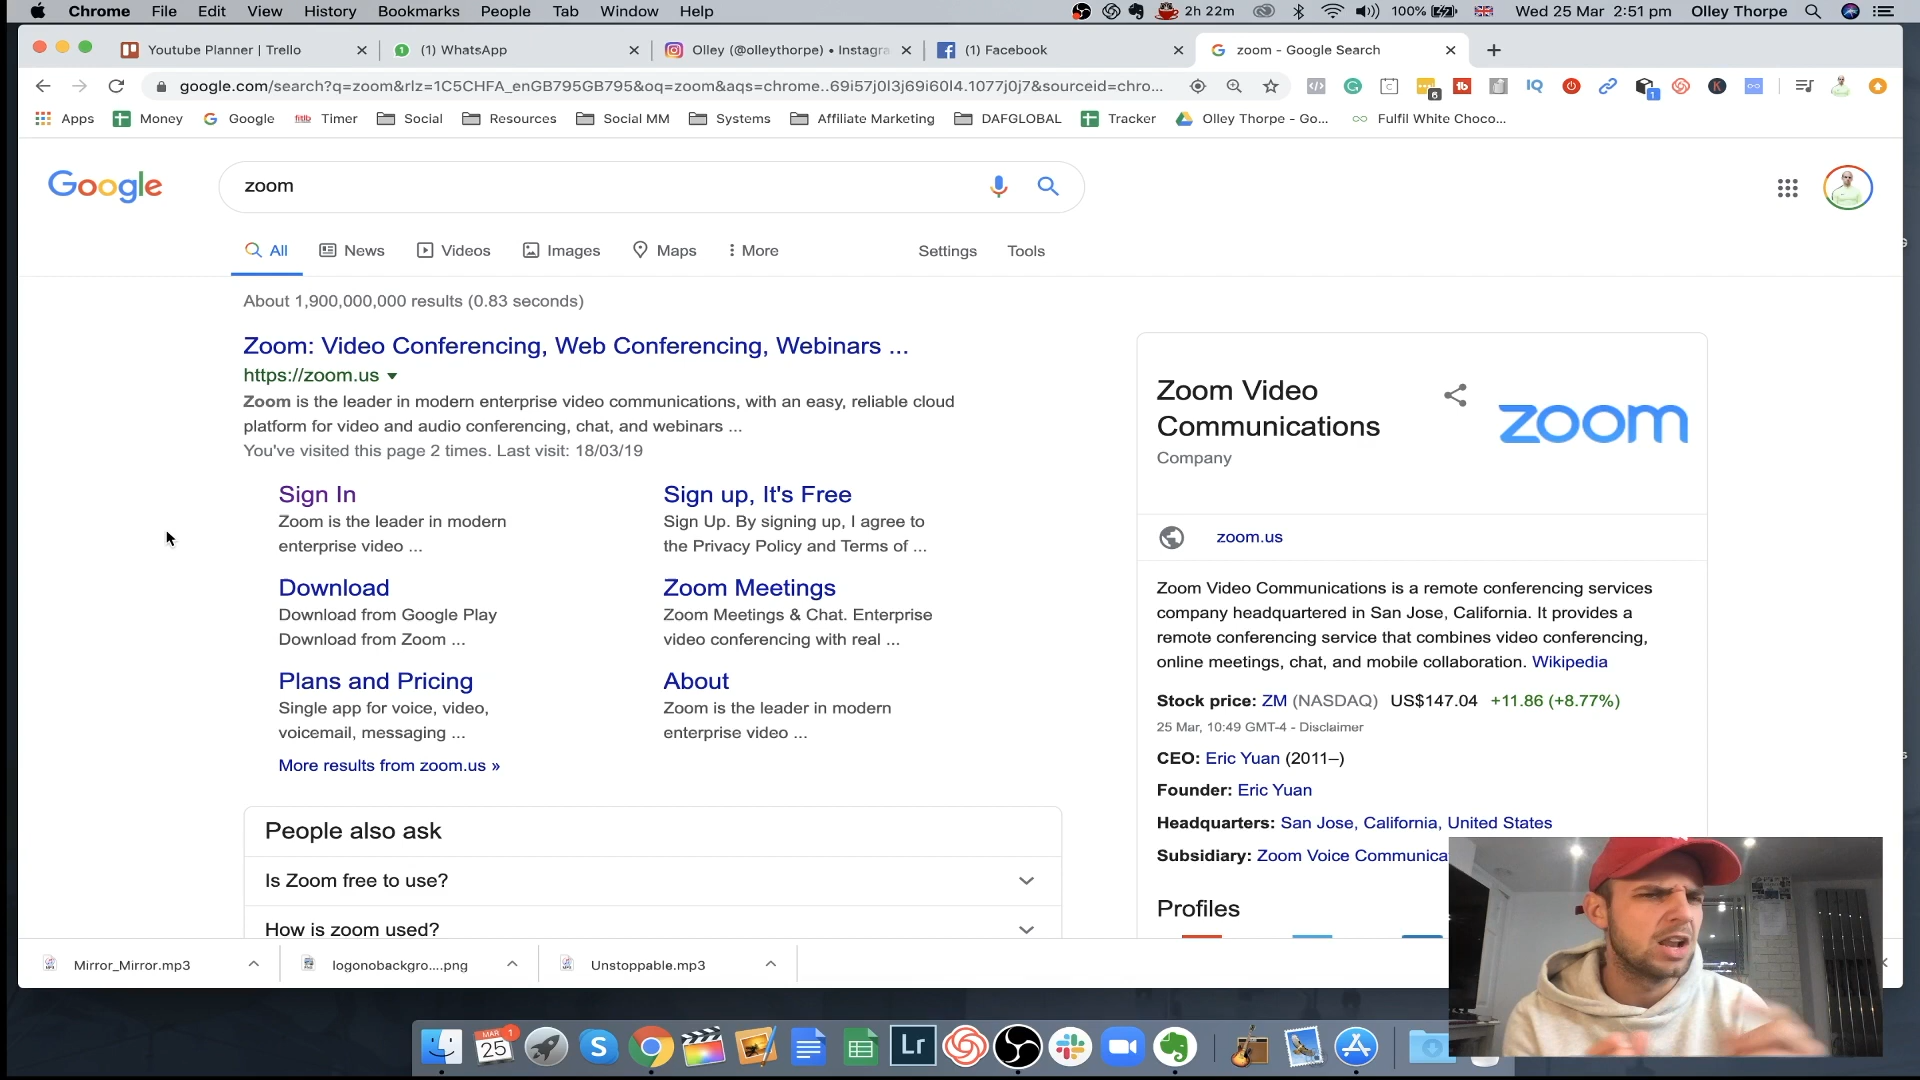 Chrome File Edit View History Bookmarks People Tab Window Help 2h 22m 100% Wed 25 Mar 2:51 pm Olley Thorpe
Youtube Planner | Trello (1) WhatsApp Olley (@olleythorpe) • Instagra (1) Facebook zoom - Google Search
google.com/search?q=zoom&rlz=1C5CHFA_enGB795GB795&oq=zoom&aqs=chrome..69i57j0l3j69i60l4.1077j0j7&sourceid=chro...
Apps Money Google Timer Social Resources Social MM Systems Affiliate Marketing DAFGLOBAL Tracker Olley Thorpe - Go... Fulfil White Choco...
Google zoom
All News Videos Images Maps More Settings Tools
About 1,900,000,000 results (0.83 seconds)
Zoom: Video Conferencing, Web Conferencing, Webinars ...
https://zoom.us
Zoom is the leader in modern enterprise video communications, with an easy, reliable cloud
platform for video and audio conferencing, chat, and webinars ...
You've visited this page 2 times. Last visit: 18/03/19
Sign In
Zoom is the leader in modern
enterprise video ...
Sign up, It's Free
Sign Up. By signing up, I agree to
the Privacy Policy and Terms of ...
Download
Download from Google Play
Download from Zoom ...
Zoom Meetings
Zoom Meetings & Chat. Enterprise
video conferencing with real ...
Plans and Pricing
Single app for voice, video,
voicemail, messaging ...
About
Zoom is the leader in modern
enterprise video ...
More results from zoom.us »
People also ask
Is Zoom free to use?
How is zoom used?
Zoom Video
Communications
Company
zoom
zoom.us
Zoom Video Communications is a remote conferencing services
company headquartered in San Jose, California. It provides a
remote conferencing service that combines video conferencing,
online meetings, chat, and mobile collaboration. Wikipedia
Stock price: ZM (NASDAQ) US$147.04 +11.86 (+8.77%)
25 Mar, 10:49 GMT-4 - Disclaimer
CEO: Eric Yuan (2011–)
Founder: Eric Yuan
Headquarters: San Jose, California, United States
Subsidiary: Zoom Voice Communica
Profiles
Mirror_Mirror.mp3 logonobackgro....png Unstoppable.mp3
MAR 25 1 Lr